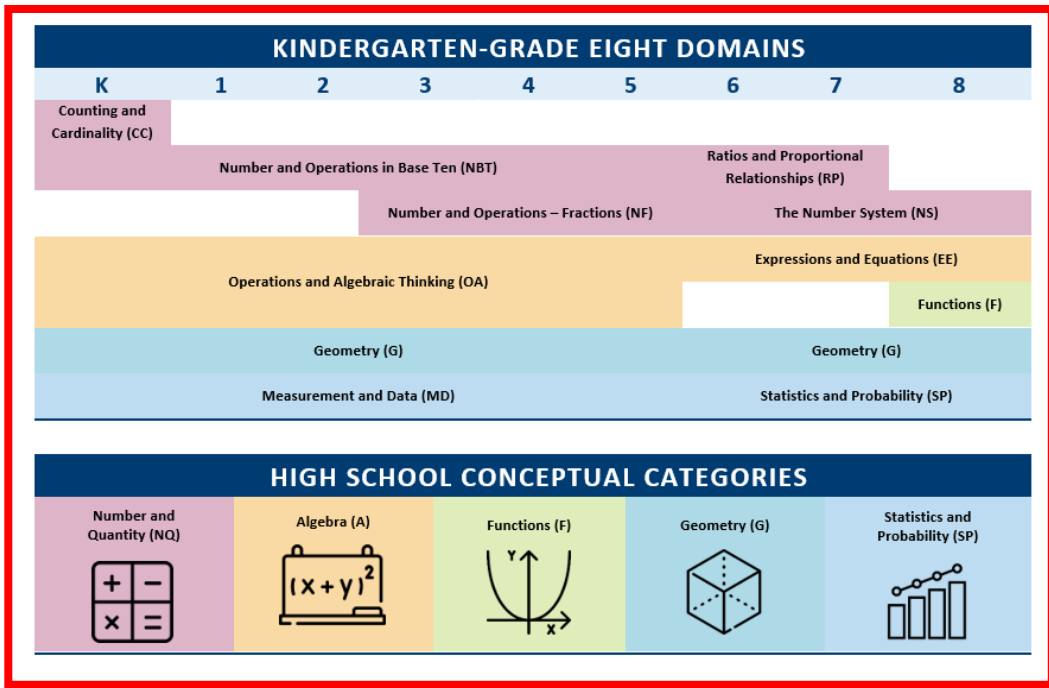 KINDERGARTEN-GRADE EIGHT DOMAINS
K 1 2 3 4 5 6 7 8
Counting and
Cardinality (CC)
Number and Operations in Base Ten (NBT)
Ratios and Proportional
Relationships (RP)
Number and Operations – Fractions (NF)
The Number System (NS)
Operations and Algebraic Thinking (OA)
Expressions and Equations (EE)
Functions (F)
Geometry (G)
Geometry (G)
Measurement and Data (MD)
Statistics and Probability (SP)
HIGH SCHOOL CONCEPTUAL CATEGORIES
Number and
Quantity (NQ)
+ −
× =
Algebra (A)
(x + y)²
Functions (F)
Y
X
Geometry (G)
Statistics and
Probability (SP)